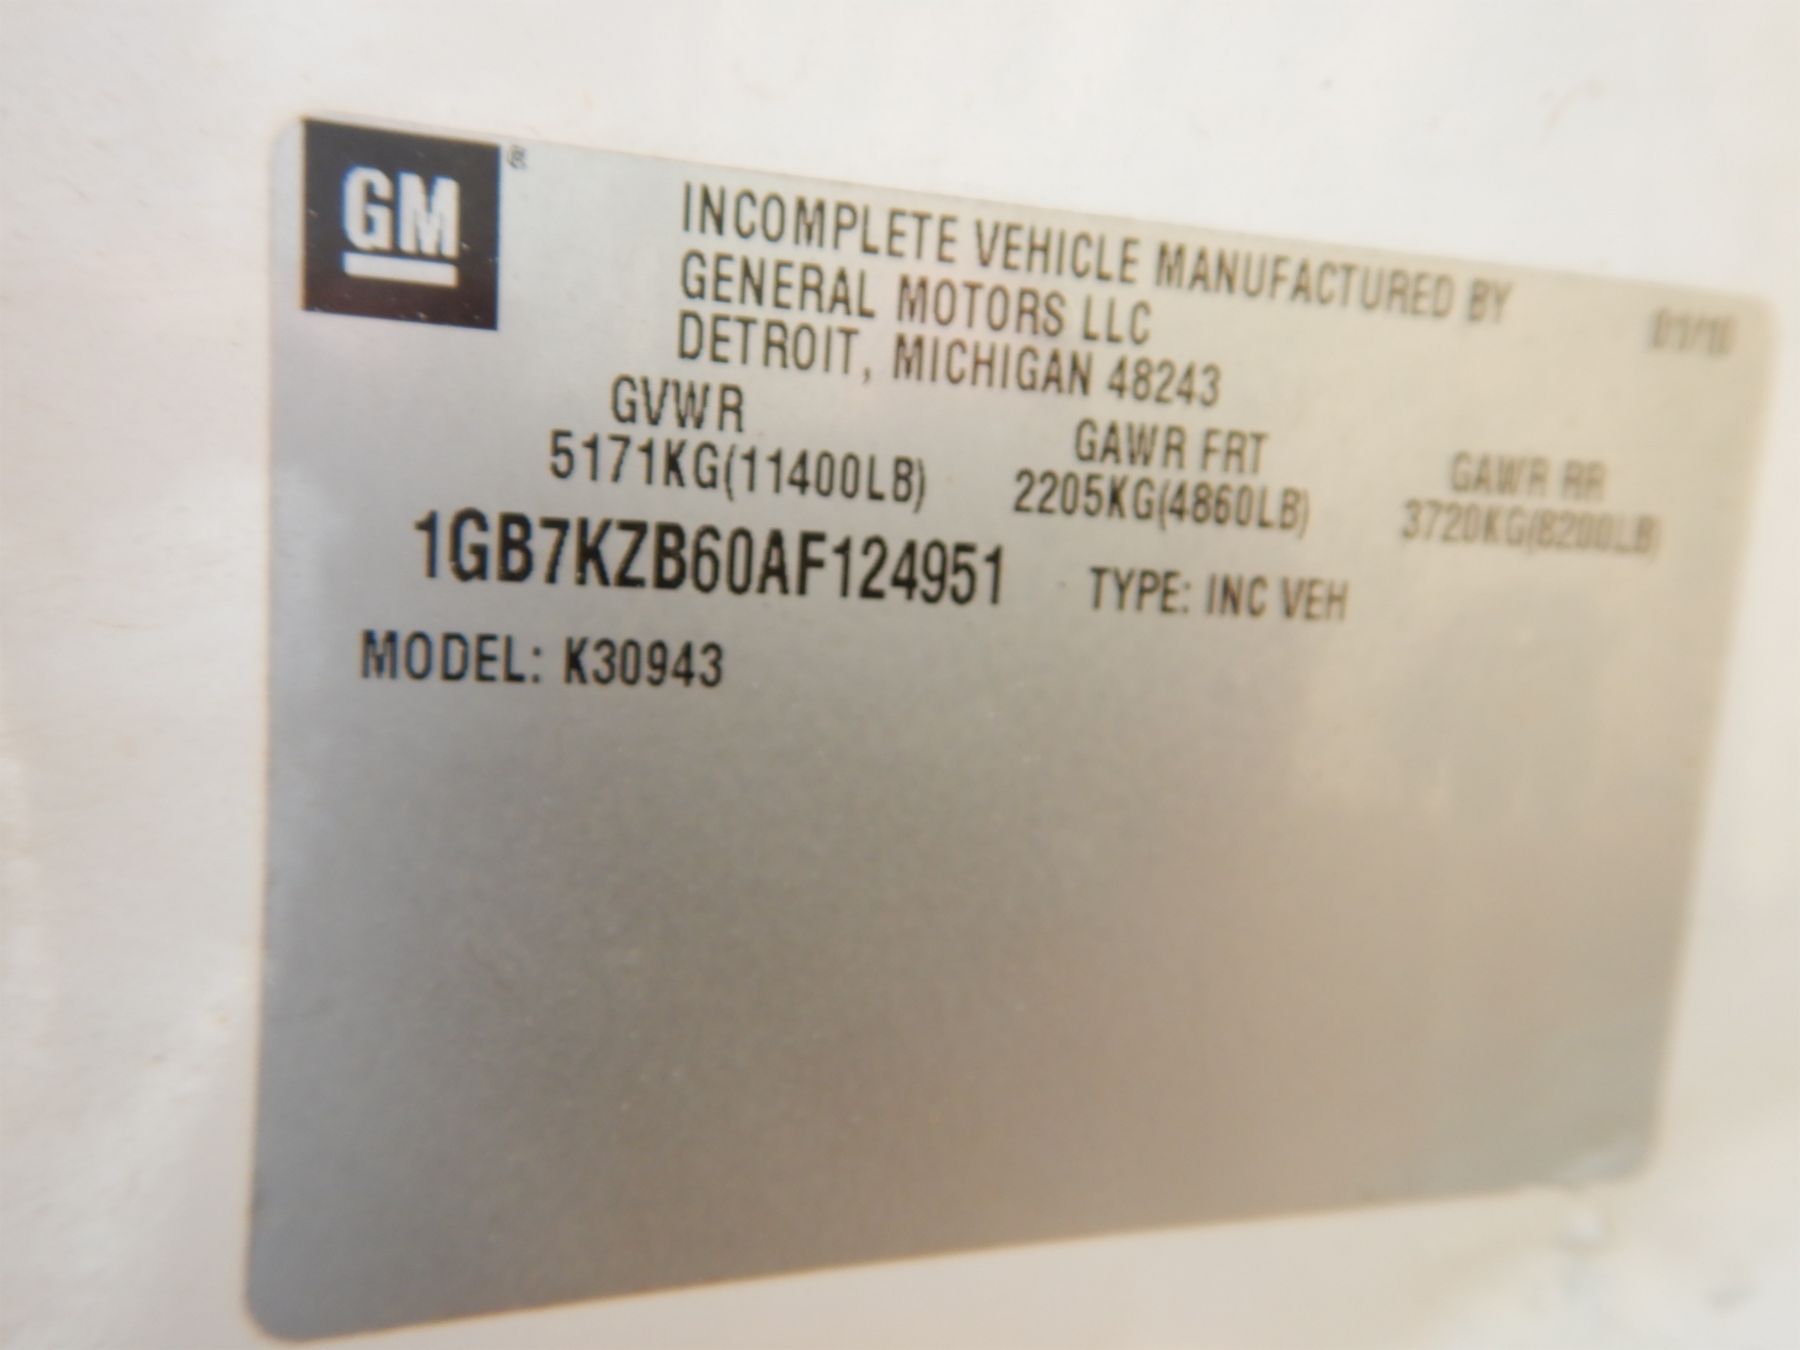 GM ®
INCOMPLETE VEHICLE MANUFACTURED BY
GENERAL MOTORS LLC
DETROIT, MICHIGAN 48243
GVWR GAWR FRT GAWR RR
5171KG(11400LB) 2205KG(4860LB) 3720KG(8200LB)
1GB7KZB60AF124951 TYPE: INC VEH
MODEL: K30943